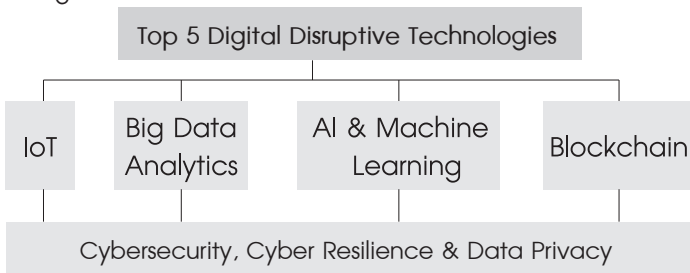 Top 5 Digital Disruptive Technologies
IoT
Big Data
Analytics
AI & Machine
Learning
Blockchain
Cybersecurity, Cyber Resilience & Data Privacy